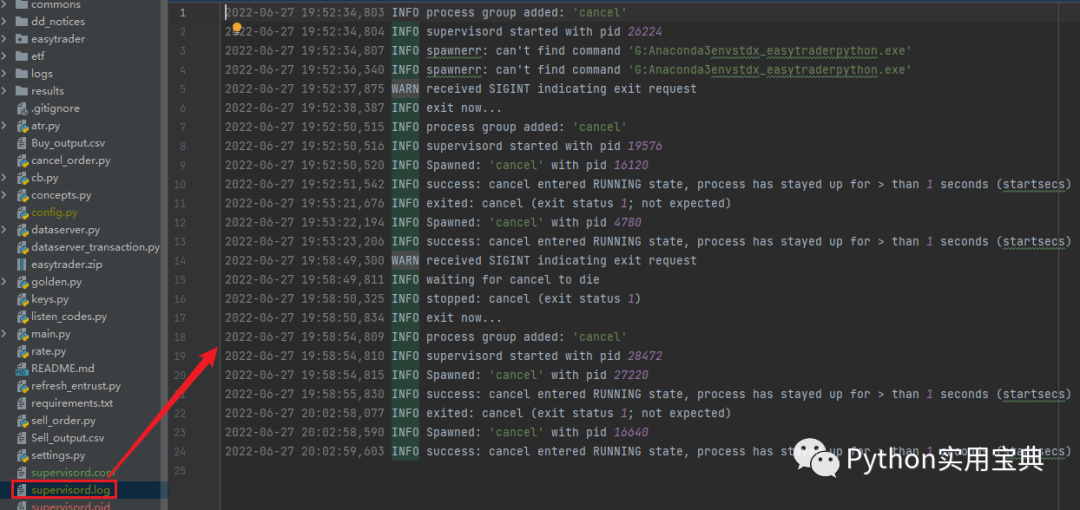 commons
dd_notices
easytrader
etf
logs
results
.gitignore
atr.py
Buy_output.csv
cancel_order.py
cb.py
concepts.py
config.py
dataserver.py
dataserver_transaction.py
easytrader.zip
golden.py
keys.py
listen_codes.py
main.py
rate.py
README.md
refresh_entrust.py
requirements.txt
sell_order.py
Sell_output.csv
settings.py
supervisord.conf
supervisord.log
supervisord.pid
1 2022-06-27 19:52:34,803 INFO process group added: 'cancel'
2 2022-06-27 19:52:34,804 INFO supervisord started with pid 26224
3 2022-06-27 19:52:34,807 INFO spawnerr: can't find command 'G:Anaconda3envstdx_easytraderpython.exe'
4 2022-06-27 19:52:36,340 INFO spawnerr: can't find command 'G:Anaconda3envstdx_easytraderpython.exe'
5 2022-06-27 19:52:37,875 WARN received SIGINT indicating exit request
6 2022-06-27 19:52:38,387 INFO exit now...
7 2022-06-27 19:52:50,515 INFO process group added: 'cancel'
8 2022-06-27 19:52:50,516 INFO supervisord started with pid 19576
9 2022-06-27 19:52:50,520 INFO Spawned: 'cancel' with pid 16120
10 2022-06-27 19:52:51,542 INFO success: cancel entered RUNNING state, process has stayed up for > than 1 seconds (startsecs)
11 2022-06-27 19:53:21,676 INFO exited: cancel (exit status 1; not expected)
12 2022-06-27 19:53:22,194 INFO Spawned: 'cancel' with pid 4780
13 2022-06-27 19:53:23,206 INFO success: cancel entered RUNNING state, process has stayed up for > than 1 seconds (startsecs)
14 2022-06-27 19:58:49,300 WARN received SIGINT indicating exit request
15 2022-06-27 19:58:49,811 INFO waiting for cancel to die
16 2022-06-27 19:58:50,325 INFO stopped: cancel (exit status 1)
17 2022-06-27 19:58:50,834 INFO exit now...
18 2022-06-27 19:58:54,809 INFO process group added: 'cancel'
19 2022-06-27 19:58:54,810 INFO supervisord started with pid 28472
20 2022-06-27 19:58:54,815 INFO Spawned: 'cancel' with pid 27220
21 2022-06-27 19:58:55,830 INFO success: cancel entered RUNNING state, process has stayed up for > than 1 seconds (startsecs)
22 2022-06-27 20:02:58,077 INFO exited: cancel (exit status 1; not expected)
23 2022-06-27 20:02:58,590 INFO Spawned: 'cancel' with pid 16640
24 2022-06-27 20:02:59,603 INFO success: cancel entered RUNNING state, process has stayed up for > than 1 seconds (startsecs)
25
Python实用宝典